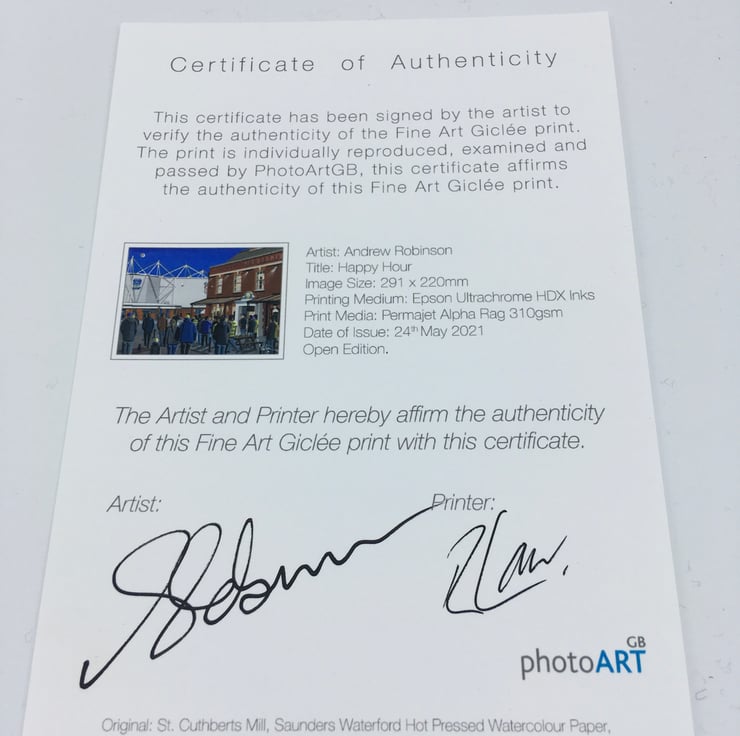 Certificate of Authenticity
This certificate has been signed by the artist to
verify the authenticity of the Fine Art Giclée print.
The print is individually reproduced, examined and
passed by PhotoArtGB, this certificate affirms
the authenticity of this Fine Art Giclée print.
Artist: Andrew Robinson
Title: Happy Hour
Image Size: 291 x 220mm
Printing Medium: Epson Ultrachrome HDX Inks
Print Media: Permajet Alpha Rag 310gsm
Date of Issue: 24th May 2021
Open Edition.
The Artist and Printer hereby affirm the authenticity
of this Fine Art Giclée print with this certificate.
Artist:
Printer:
photoART GB
Original: St. Cuthberts Mill, Saunders Waterford Hot Pressed Watercolour Paper,